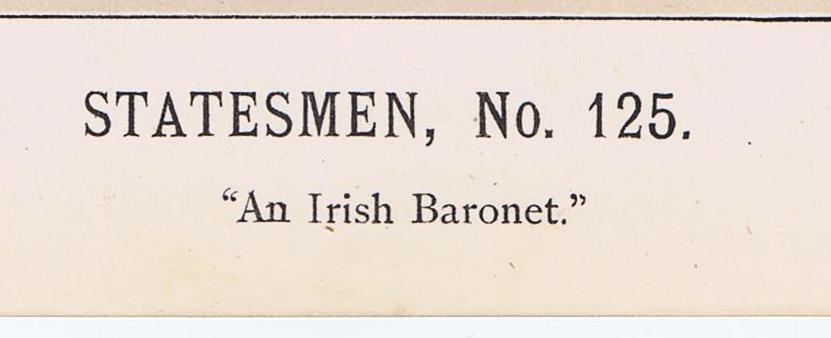 STATESMEN, No. 125.
“An Irish Baronet.”